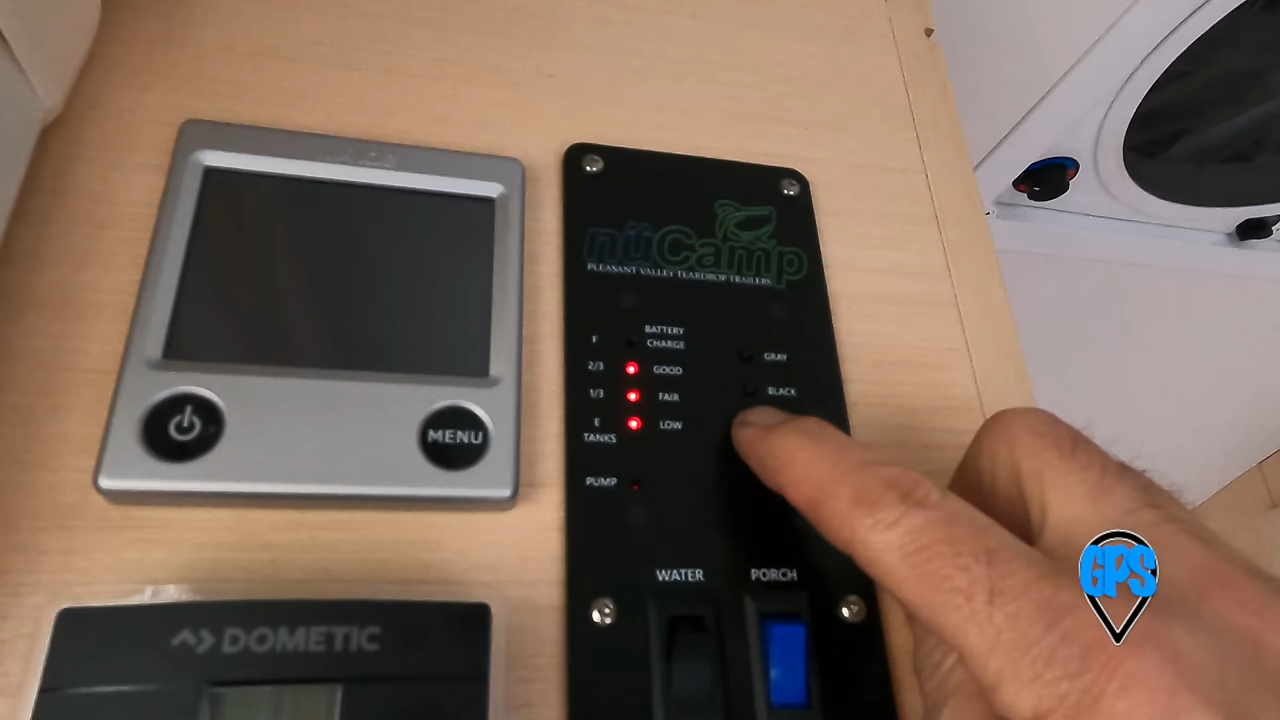 MENU
DOMETIC
nüCamp
PLEASANT VALLEY TEARDROP TRAILERS
BATTERY
F CHARGE
2/3 GOOD
1/3 FAIR
E LOW
TANKS
PUMP
GRAY
BLACK
WATER PORCH
GPS